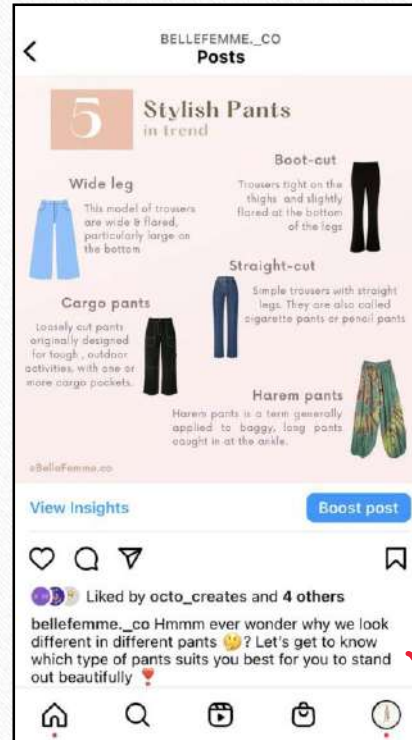 BELLEFEMME._CO
Posts
5
Stylish Pants
in trend
Boot-cut
Trousers tight on the
thighs and slightly
flared at the bottom
of the legs
Wide leg
This model of trousers
are wide & flared,
particularly large on
the bottom
Straight-cut
Simple trousers with straight
legs. They are also called
cigarette pants or pencil pants
Cargo pants
Loosely cut pants
originally designed
for tough , outdoor
activities, with one or
more cargo pockets.
Harem pants
Harem pants is a term generally
applied to baggy, long pants
caught in at the ankle.
@BelleFemme.co
View Insights
Boost post
Liked by octo_creates and 4 others
bellefemme._co Hmmm ever wonder why we look
different in different pants 🤔? Let's get to know
which type of pants suits you best for you to stand
out beautifully ❣️